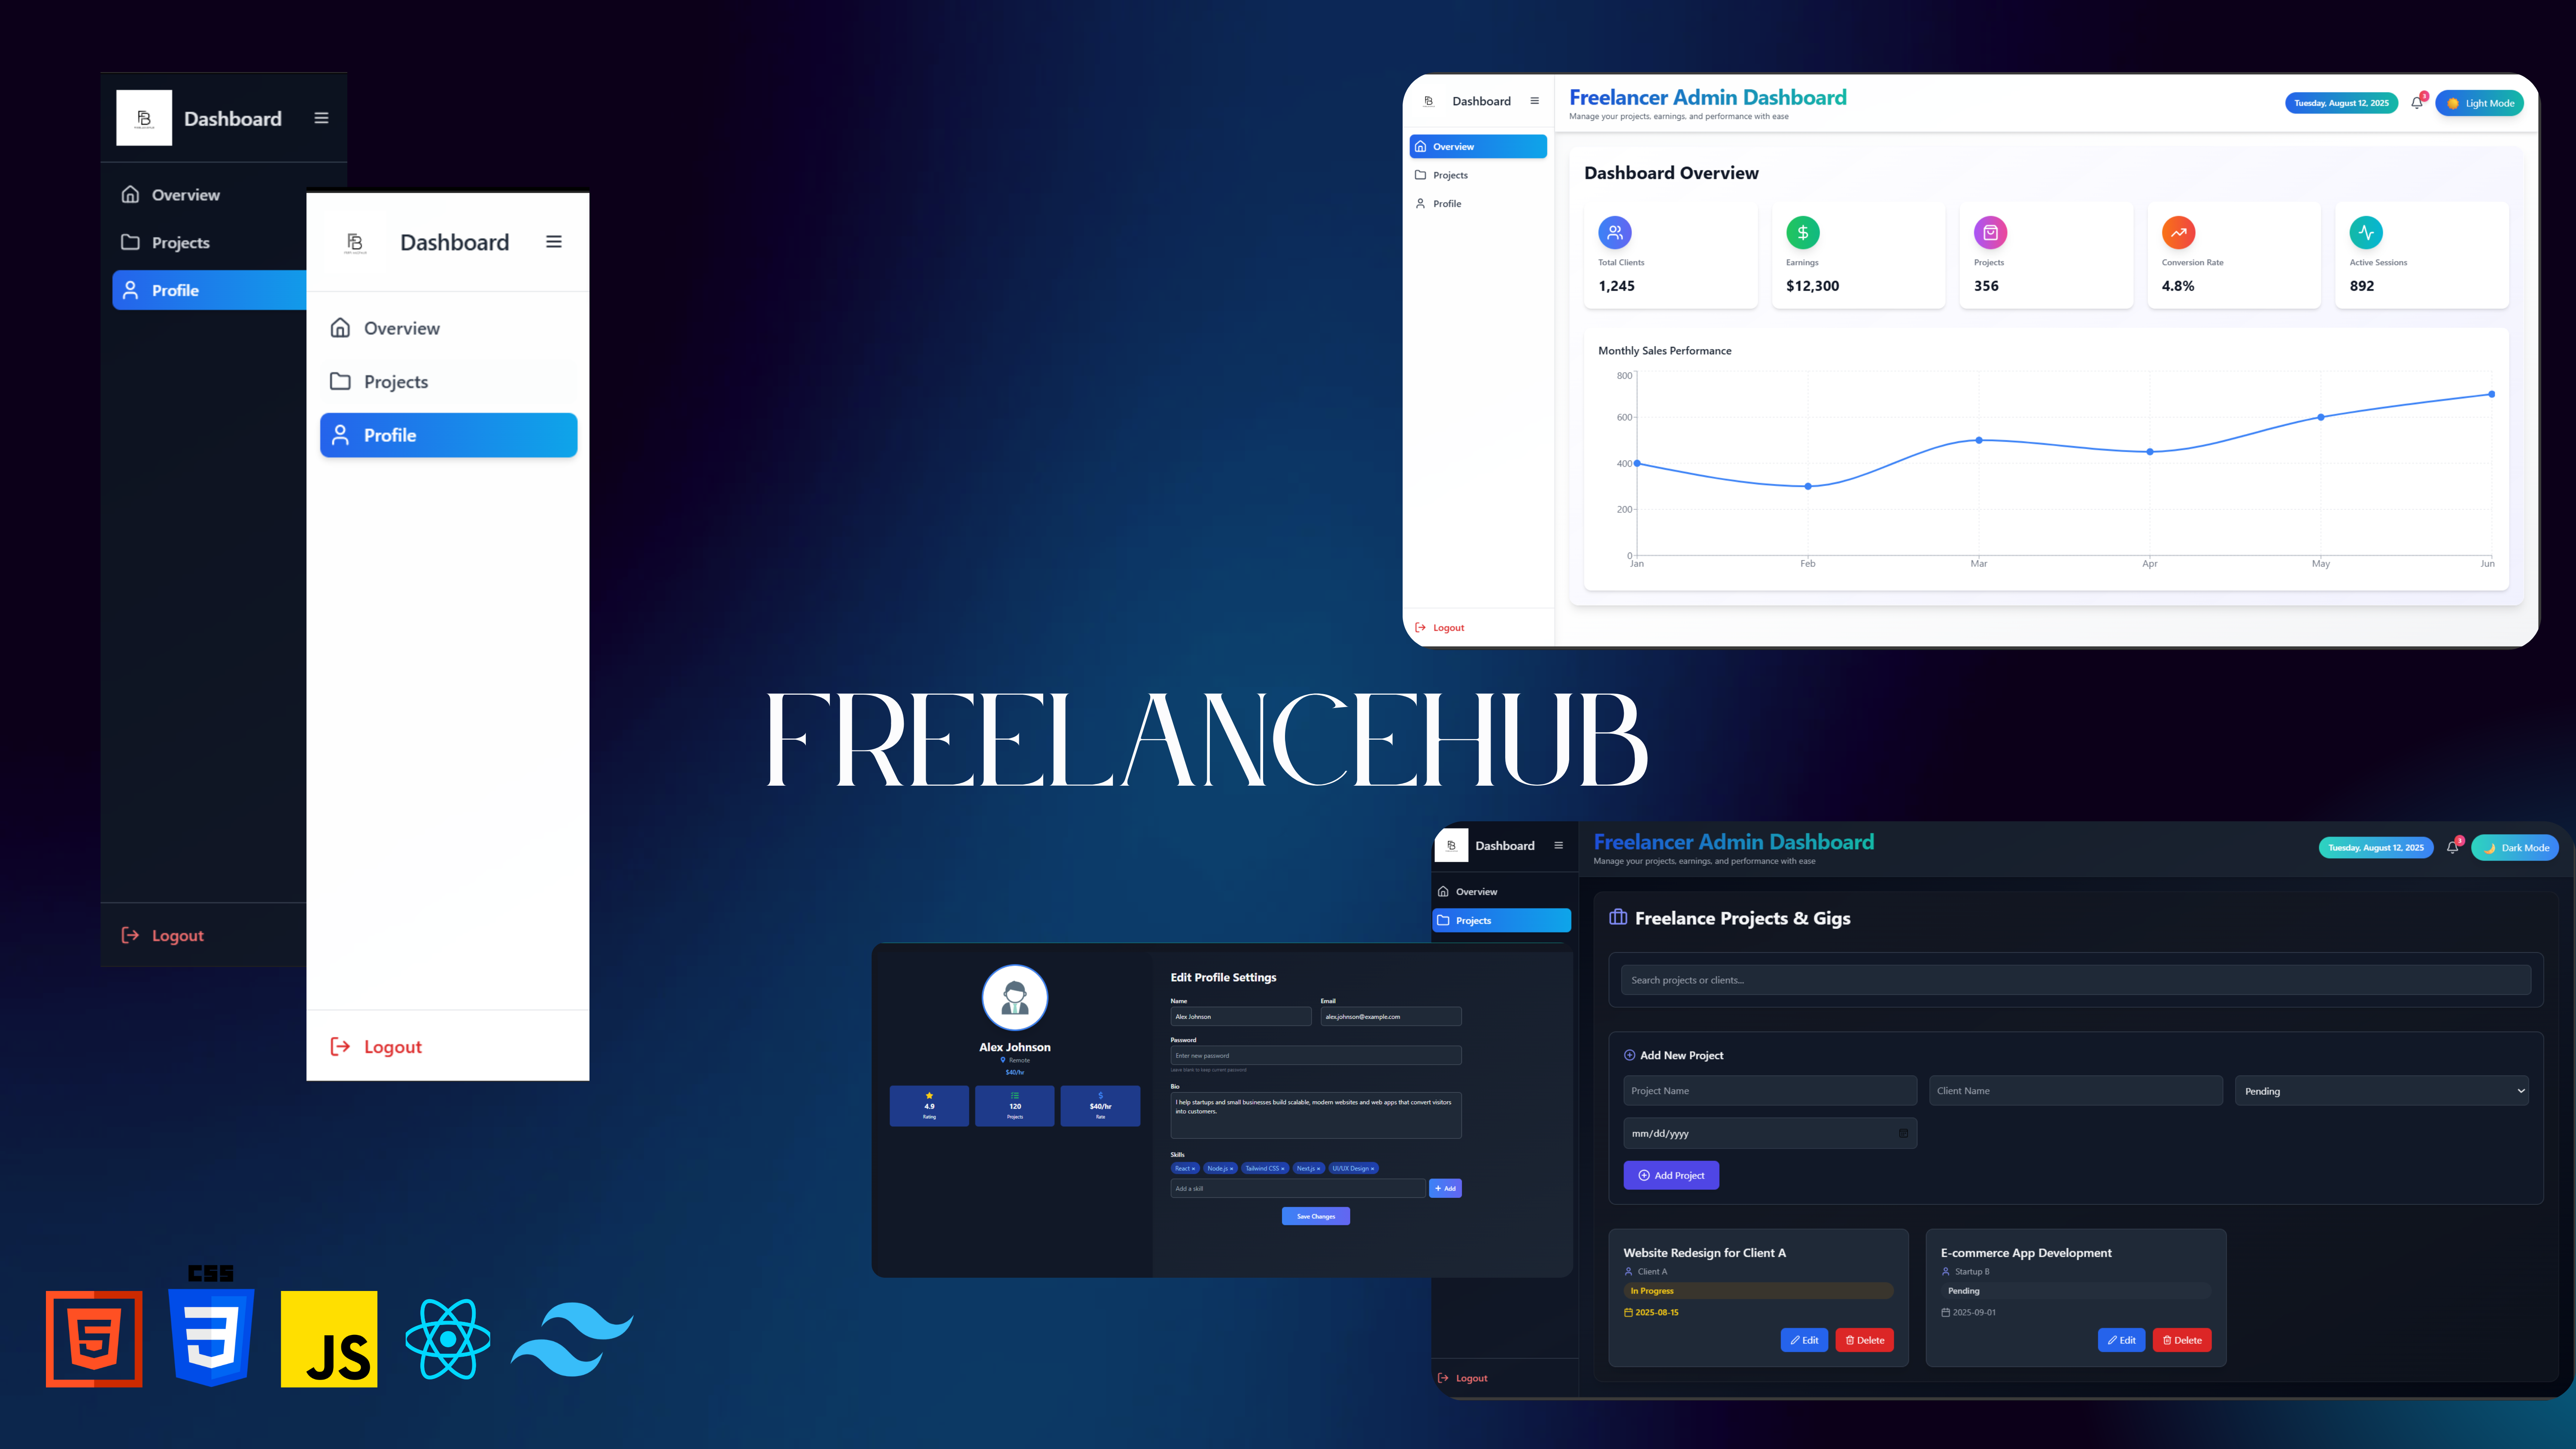 Dashboard
Overview
Projects
Profile
Logout
Dashboard
Overview
Projects
Profile
Logout
Dashboard
Overview
Projects
Profile
Logout
Freelancer Admin Dashboard
Manage your projects, earnings, and performance with ease
Tuesday, August 12, 2025
3
Light Mode
Dashboard Overview
Total Clients
1,245
Earnings
$12,300
Projects
356
Conversion Rate
4.8%
Active Sessions
892
Monthly Sales Performance
800
600
400
200
0
Jan Feb Mar Apr May Jun
FREELANCEHUB
Alex Johnson
Remote
$40/hr
4.9
Rating
120
Projects
$
$40/hr
Rate
Edit Profile Settings
Name
Alex Johnson
Email
alex.johnson@example.com
Password
Enter new password
Leave blank to keep current password
Bio
I help startups and small businesses build scalable, modern websites and web apps that convert visitors
into customers.
Skills
React × Node.js × Tailwind CSS × Next.js × UI/UX Design ×
Add a skill
+ Add
Save Changes
Dashboard
Overview
Projects
Logout
Freelancer Admin Dashboard
Manage your projects, earnings, and performance with ease
Tuesday, August 12, 2025
3
Dark Mode
Freelance Projects & Gigs
Search projects or clients...
Add New Project
Project Name
Client Name
Pending
mm/dd/yyyy
Add Project
Website Redesign for Client A
Client A
In Progress
2025-08-15
Edit
Delete
E-commerce App Development
Startup B
Pending
2025-09-01
Edit
Delete
CSS
5
3
JS